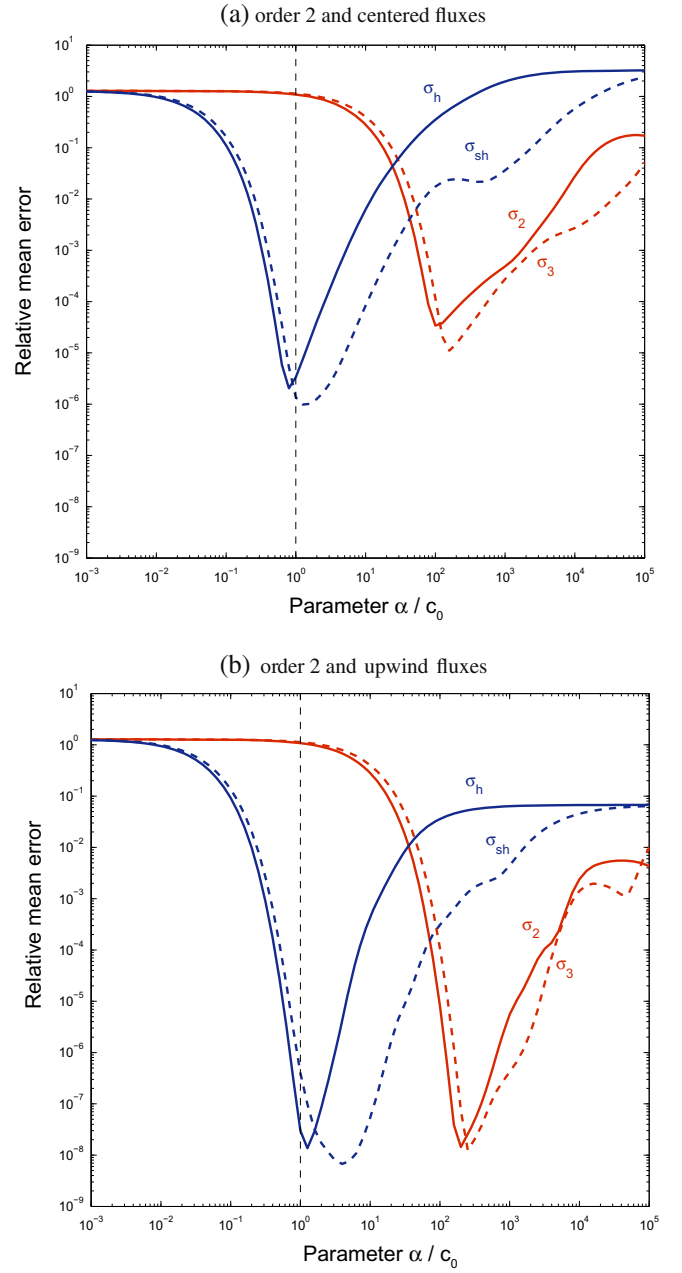 (a) order 2 and centered fluxes
10^1
10^0
10^-1
10^-2
10^-3
10^-4
10^-5
10^-6
10^-7
10^-8
10^-9
Relative mean error
σ_h
σ_sh
σ_2
σ_3
10^-3 10^-2 10^-1 10^0 10^1 10^2 10^3 10^4 10^5
Parameter α / c_0
(b) order 2 and upwind fluxes
10^1
10^0
10^-1
10^-2
10^-3
10^-4
10^-5
10^-6
10^-7
10^-8
10^-9
Relative mean error
σ_h
σ_sh
σ_2
σ_3
10^-3 10^-2 10^-1 10^0 10^1 10^2 10^3 10^4 10^5
Parameter α / c_0